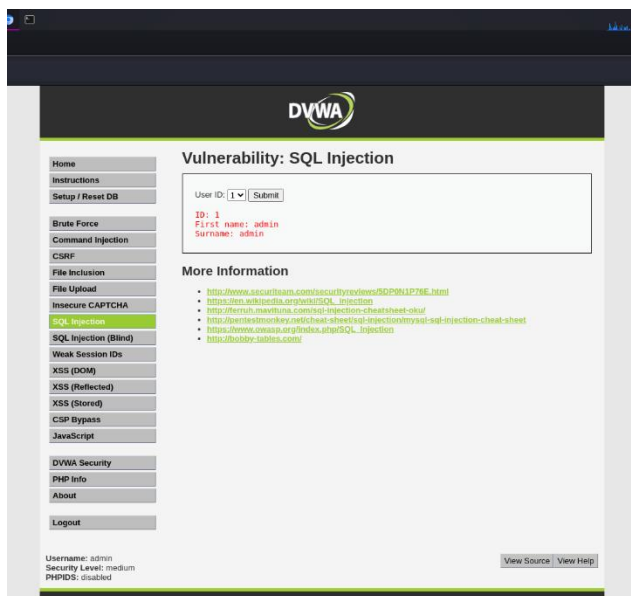 DVWA
Home
Instructions
Setup / Reset DB
Brute Force
Command Injection
CSRF
File Inclusion
File Upload
Insecure CAPTCHA
SQL Injection
SQL Injection (Blind)
Weak Session IDs
XSS (DOM)
XSS (Reflected)
XSS (Stored)
CSP Bypass
JavaScript
DVWA Security
PHP Info
About
Logout
Vulnerability: SQL Injection
User ID: 1 Submit
ID: 1
First name: admin
Surname: admin
More Information
http://www.securiteam.com/securityreviews/5DP0N1P76E.html
https://en.wikipedia.org/wiki/SQL_injection
http://ferruh.mavituna.com/sql-injection-cheatsheet-oku/
http://pentestmonkey.net/cheat-sheet/sql-injection/mysql-sql-injection-cheat-sheet
https://www.owasp.org/index.php/SQL_Injection
http://bobby-tables.com/
Username: admin
Security Level: medium
PHPIDS: disabled
View Source View Help